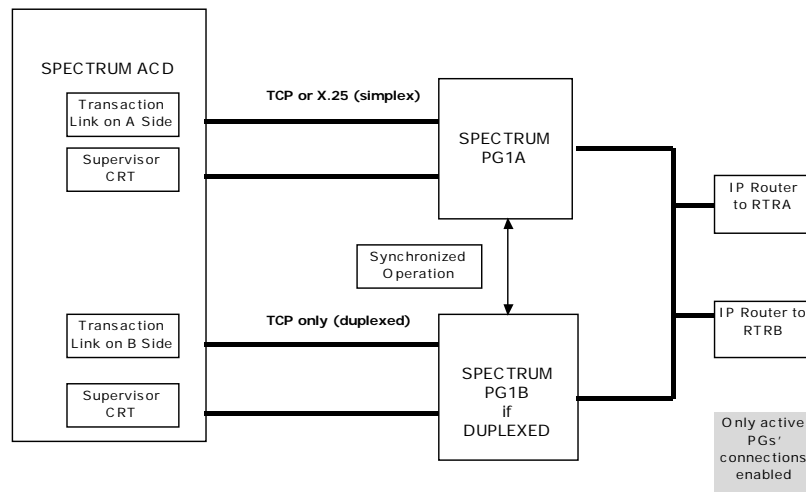 SPECTRUM ACD
Transaction
Link on A Side
Supervisor
CRT
Transaction
Link on B Side
Supervisor
CRT
TCP or X.25 (simplex)
SPECTRUM
PG1A
Synchronized
Operation
TCP only (duplexed)
SPECTRUM
PG1B
if
DUPLEXED
IP Router
to RTRA
IP Router to
RTRB
Only active
PGs'
connections
enabled